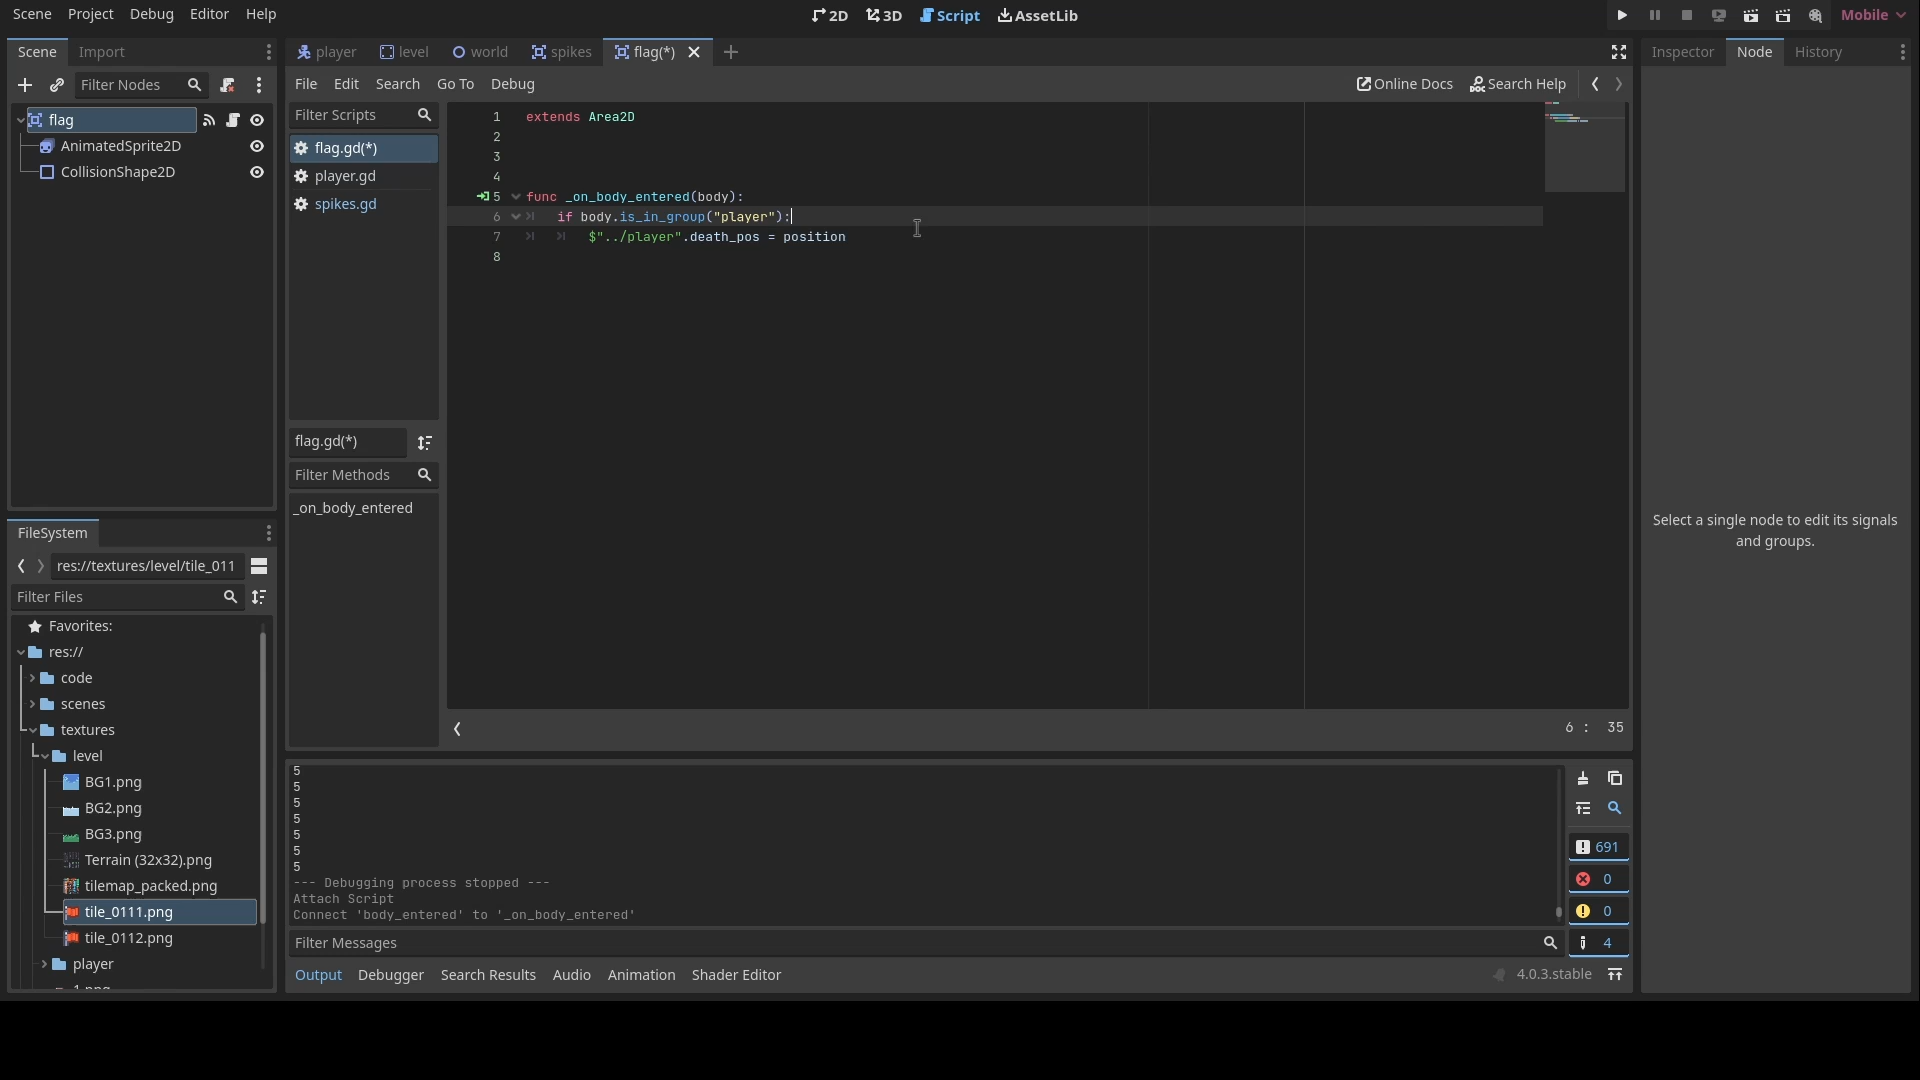 Scene Project Debug Editor Help
2D 3D Script AssetLib
Mobile
Scene Import
Filter Nodes
flag
AnimatedSprite2D
CollisionShape2D
FileSystem
res://textures/level/tile_011
Filter Files
Favorites:
res://
code
scenes
textures
level
BG1.png
BG2.png
BG3.png
Terrain (32x32).png
tilemap_packed.png
tile_0111.png
tile_0112.png
player
player level world spikes flag(*)
File Edit Search Go To Debug
Online Docs Search Help
Filter Scripts
flag.gd(*)
player.gd
spikes.gd
flag.gd(*)
Filter Methods
_on_body_entered
1 extends Area2D
2
3
4
5 func _on_body_entered(body):
6 if body.is_in_group("player"):
7 $"../player".death_pos = position
8
6 : 35
5
5
5
5
5
5
5
--- Debugging process stopped ---
Attach Script
Connect 'body_entered' to '_on_body_entered'
Filter Messages
691
0
0
4
Output Debugger Search Results Audio Animation Shader Editor
4.0.3.stable
Inspector Node History
Select a single node to edit its signals
and groups.